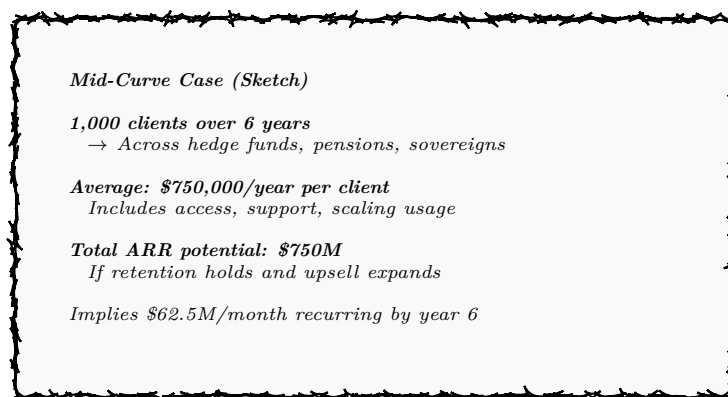 Mid-Curve Case (Sketch)
1,000 clients over 6 years
→ Across hedge funds, pensions, sovereigns
Average: $750,000/year per client
Includes access, support, scaling usage
Total ARR potential: $750M
If retention holds and upsell expands
Implies $62.5M/month recurring by year 6